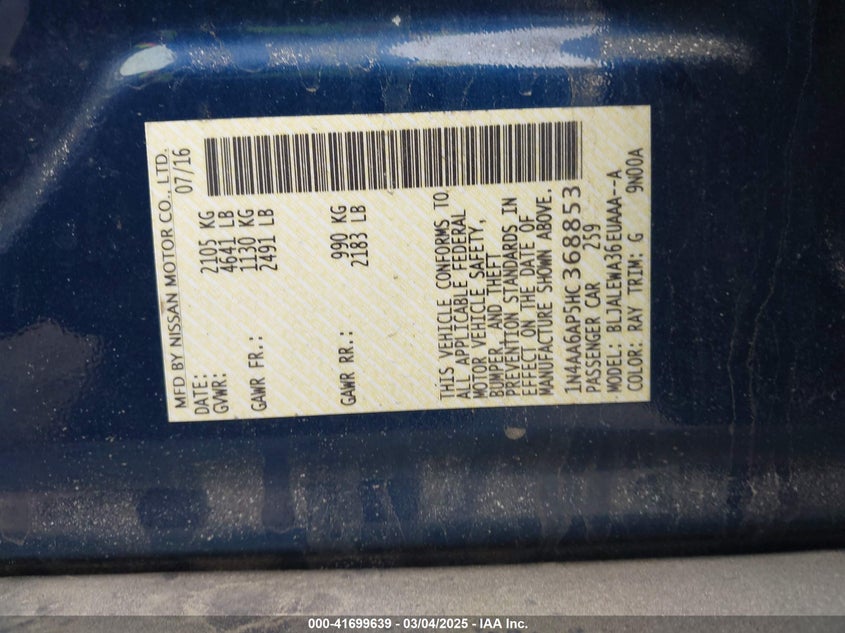 MFD BY NISSAN MOTOR CO., LTD.
DATE: 07/16
GVWR: 2105 KG
4641 LB
GAWR FR.: 1130 KG
2491 LB
GAWR RR.: 990 KG
2183 LB
THIS VEHICLE CONFORMS TO
ALL APPLICABLE FEDERAL
MOTOR VEHICLE SAFETY,
BUMPER, AND THEFT
PREVENTION STANDARDS IN
EFFECT ON THE DATE OF
MANUFACTURE SHOWN ABOVE.
1N4AA6AP5HC368853
PASSENGER CAR 259
MODEL: BLJALEWA36EUAAA--A
COLOR: RAY TRIM: G 9N00A
000-41699639 - 03/04/2025 - IAA Inc.